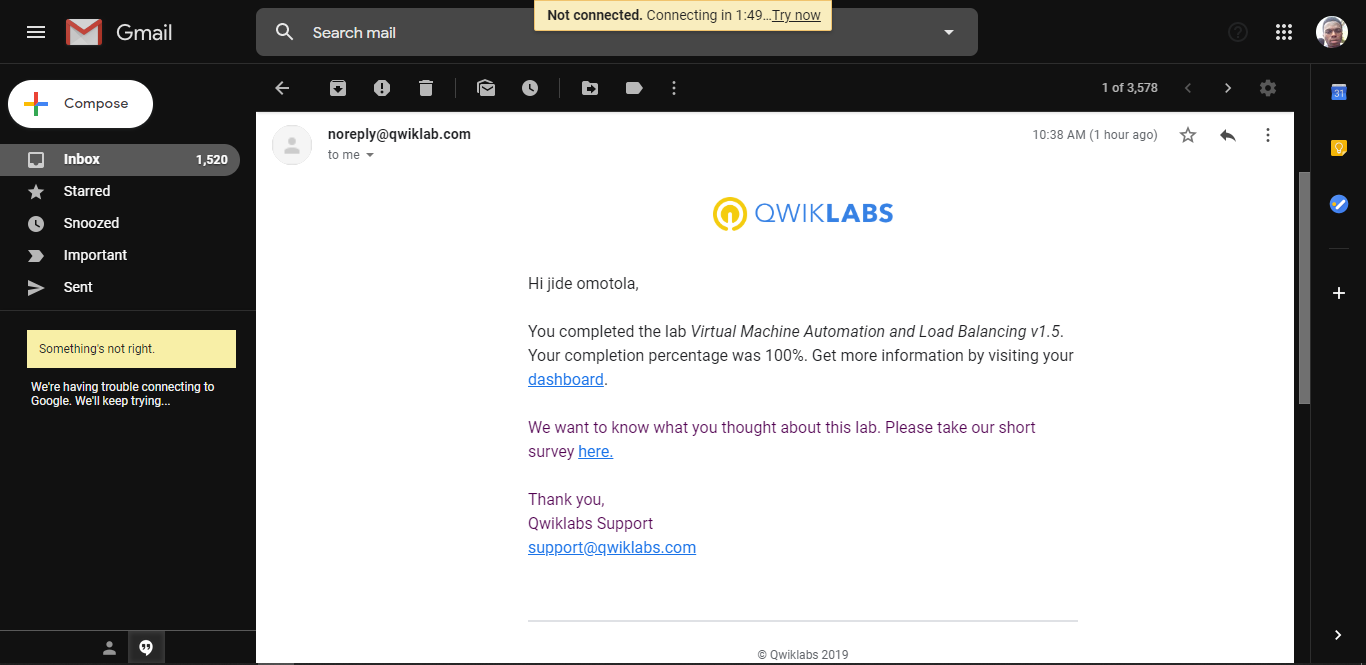 Not connected. Connecting in 1:49... Try now
Gmail
Search mail
Compose
1 of 3,578
31
Inbox 1,520
Starred
Snoozed
Important
Sent
Something's not right.
We're having trouble connecting to
Google. We'll keep trying...
noreply@qwiklab.com
10:38 AM (1 hour ago)
to me
QWIKLABS
Hi jide omotola,
You completed the lab Virtual Machine Automation and Load Balancing v1.5.
Your completion percentage was 100%. Get more information by visiting your
dashboard.
We want to know what you thought about this lab. Please take our short
survey here.
Thank you,
Qwiklabs Support
support@qwiklabs.com
© Qwiklabs 2019